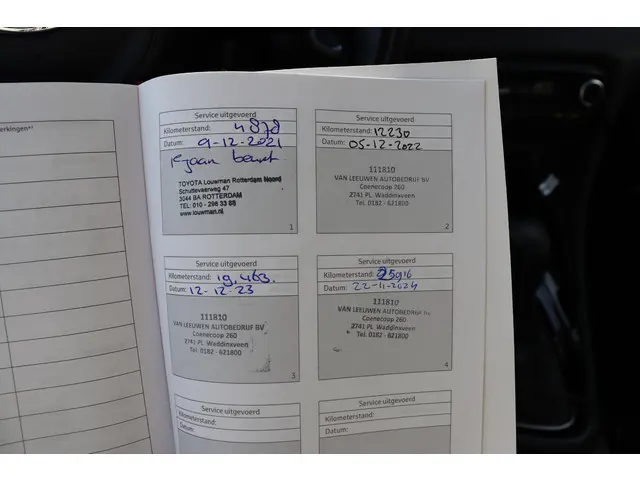 erkingen*¹
Service uitgevoerd
Kilometerstand: 4878
Datum: 9-12-2021
TOYOTA Louwman Rotterdam Noord
Schuttevaerweg 47
3044 BA ROTTERDAM
TEL: 010 - 296 33 88
www.louwman.nl
1
Service uitgevoerd
Kilometerstand: 12230
Datum: 05-12-2022
111810
VAN LEEUWEN AUTOBEDRIJF BV
Coenecoop 260
2741 PL Waddinxveen
Tel. 0182 - 621800
2
Service uitgevoerd
Kilometerstand: 19.463.
Datum: 12-12-23
111810
VAN LEEUWEN AUTOBEDRIJF BV
Coenecoop 260
2741 PL Waddinxveen
Tel. 0182 - 621800
3
Service uitgevoerd
Kilometerstand: 25916
Datum: 22-11-2024
111810
VAN LEEUWEN AUTOBEDRIJF BV
Coenecoop 260
2741 PL Waddinxveen
Tel. 0182 - 621800
4
Service uitgevoerd
Kilometerstand:
Datum:
Service uitgevoerd
Kilometerstand:
Datum: